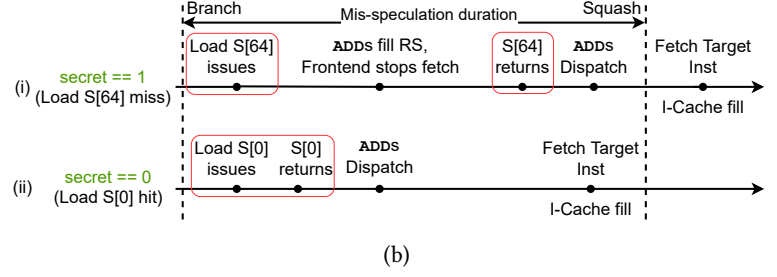 Branch
Mis-speculation duration
Squash
Load S[64]
issues
ADDs fill RS,
Frontend stops fetch
S[64]
returns
ADDs
Dispatch
Fetch Target
Inst
(i)
secret == 1
(Load S[64] miss)
I-Cache fill
Load S[0]
issues
S[0]
returns
ADDs
Dispatch
Fetch Target
Inst
(ii)
secret == 0
(Load S[0] hit)
I-Cache fill
(b)